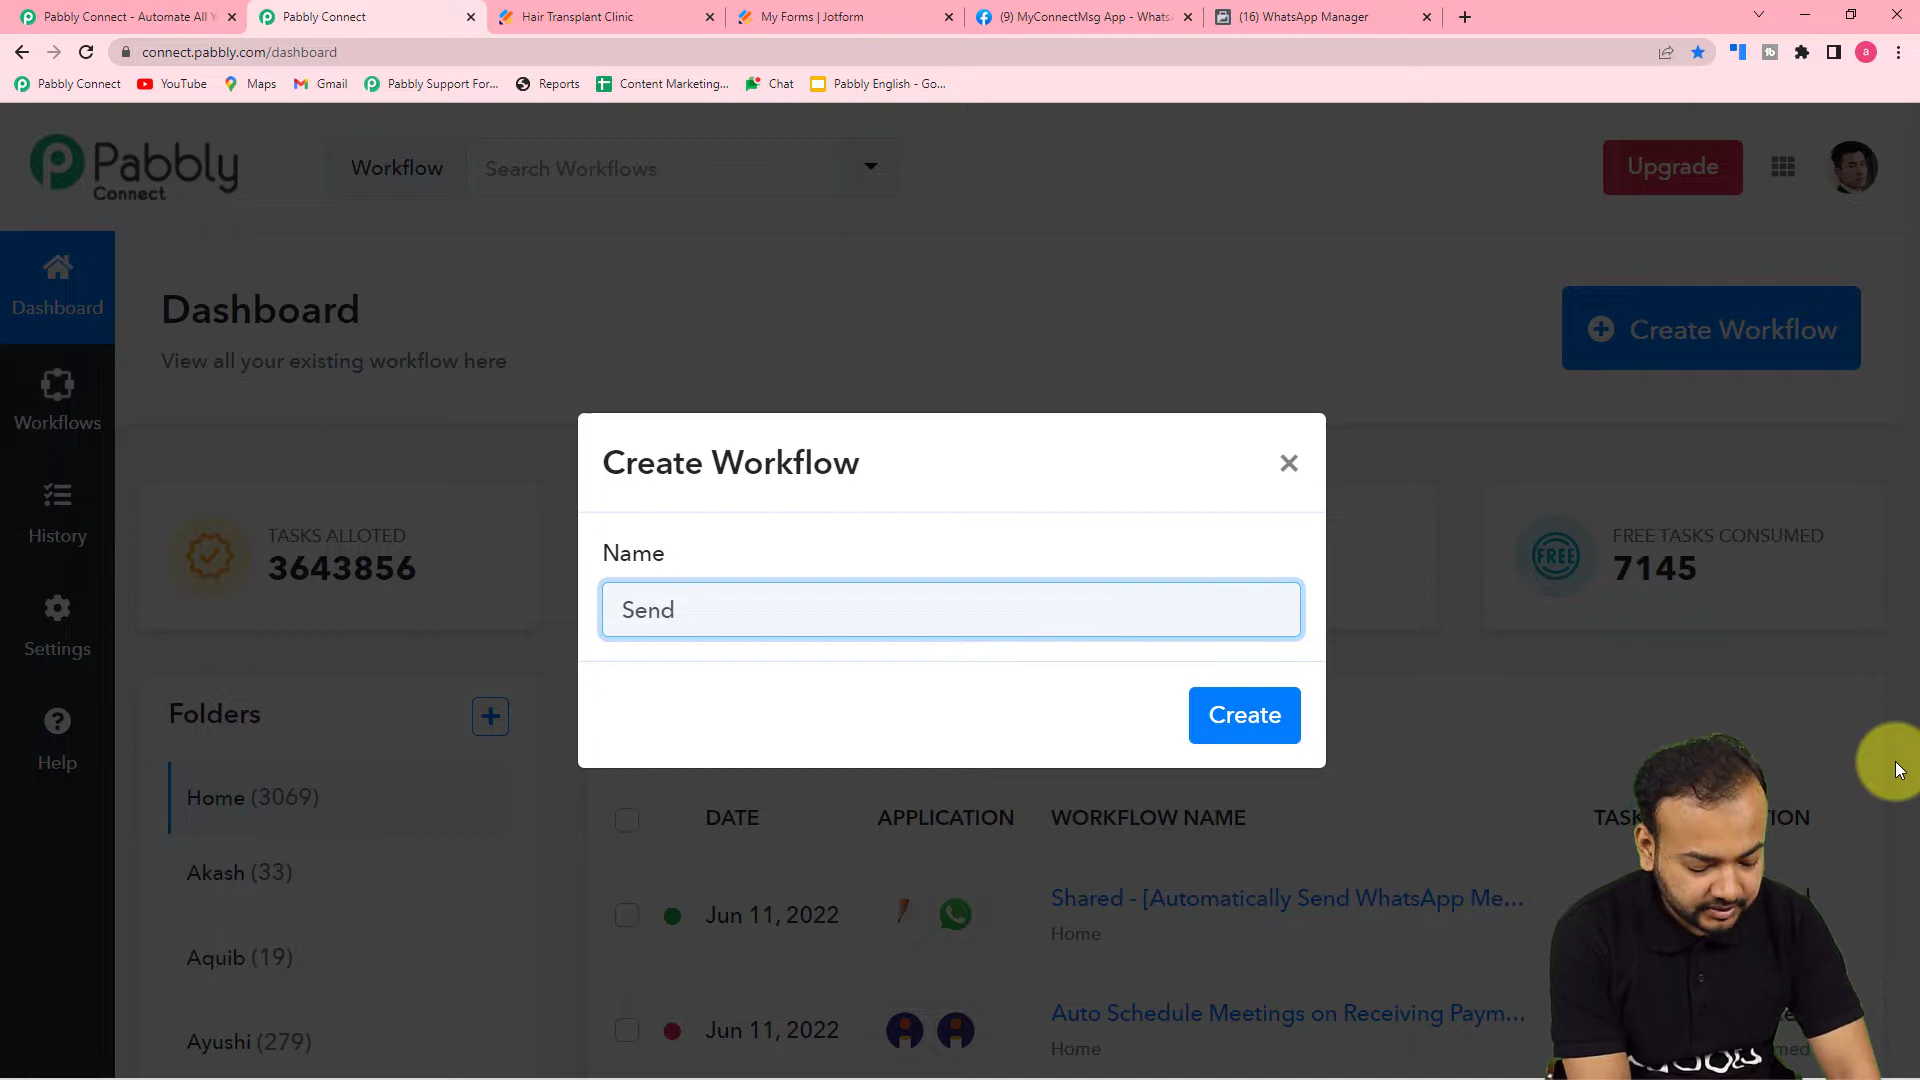 Pabbly Connect - Automate All Y
Pabbly Connect
Hair Transplant Clinic
My Forms | Jotform
(9) MyConnectMsg App - Whats
(16) WhatsApp Manager
connect.pabbly.com/dashboard
a
Pabbly Connect
YouTube
Maps
Gmail
Pabbly Support For...
Reports
Content Marketing...
Chat
Pabbly English - Go...
Pabbly
Connect
Workflow
Search Workflows
Upgrade
Dashboard
Workflows
History
Settings
Help
Dashboard
View all your existing workflow here
Create Workflow
TASKS ALLOTED
3643856
FREE
FREE TASKS CONSUMED
7145
Create Workflow
Name
Send
Create
Folders
Home (3069)
Akash (33)
Aquib (19)
Ayushi (279)
DATE
APPLICATION
WORKFLOW NAME
Jun 11, 2022
Shared - [Automatically Send WhatsApp Me...
Home
Jun 11, 2022
Auto Schedule Meetings on Receiving Paym...
Home